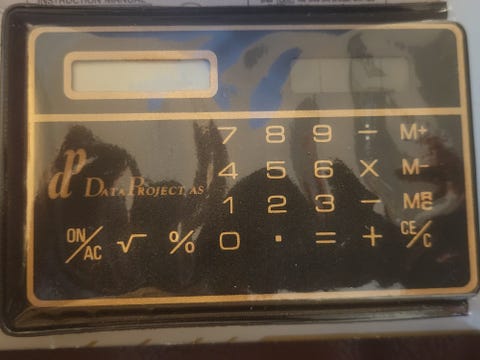 INSTRUCTION MANUAL
7 8 9 ÷ M+
4 5 6 × M−
dp DATA PROJECT AS
1 2 3 − MRC
ON/AC √ % 0 . = + CE/C